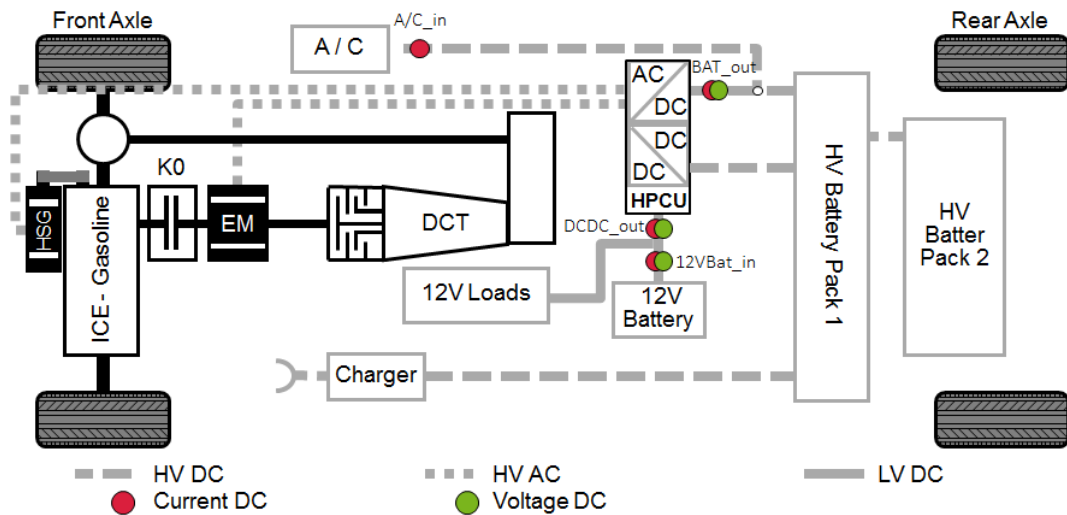 Front Axle
A/C_in
Rear Axle
A / C
AC
DC
BAT_out
DC
DC
HPCU
K0
HSG
ICE - Gasoline
EM
DCT
DCDC_out
12VBat_in
12V Loads
12V
Battery
HV Battery Pack 1
HV
Batter
Pack 2
Charger
HV DC
HV AC
LV DC
Current DC
Voltage DC